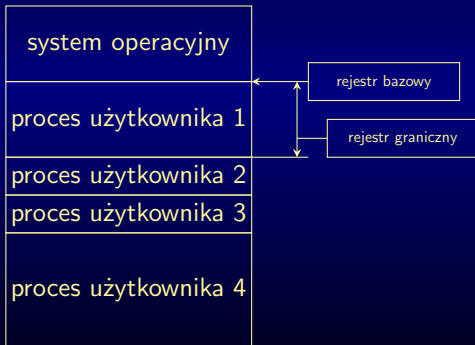 system operacyjny
rejestr bazowy
proces użytkownika 1
rejestr graniczny
proces użytkownika 2
proces użytkownika 3
proces użytkownika 4